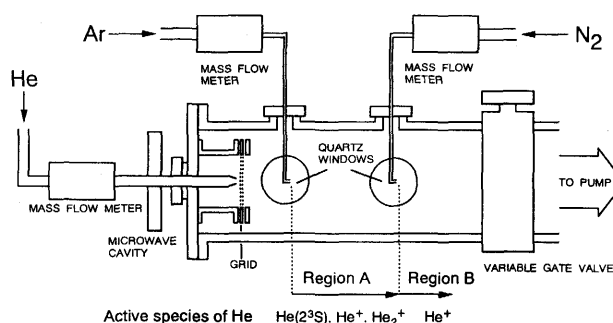 Ar
MASS FLOW
METER
MASS FLOW
METER
N2
He
MASS FLOW METER
MICROWAVE
CAVITY
GRID
QUARTZ
WINDOWS
TO PUMP
VARIABLE GATE VALVE
Region A
Region B
Active species of He He(2³S), He⁺, He₂⁺ He⁺